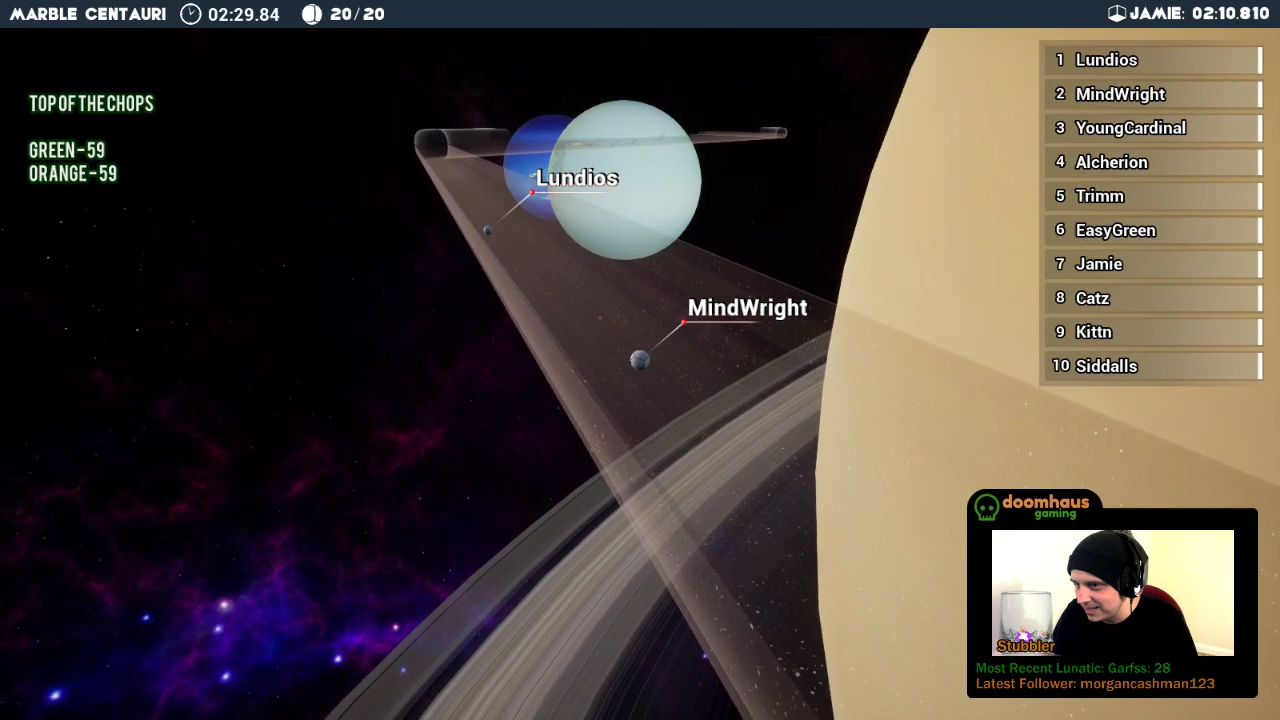 MARBLE CENTAURI 02:29.84 20/20 JAMIE: 02:10.810
TOP OF THE CHOPS
GREEN - 59
ORANGE - 59
Lundios
MindWright
1 Lundios
2 MindWright
3 YoungCardinal
4 Alcherion
5 Trimm
6 EasyGreen
7 Jamie
8 Catz
9 Kittn
10 Siddalls
doomhaus
gaming
Stubbler
Most Recent Lunatic: Garfss: 28
Latest Follower: morgancashman123